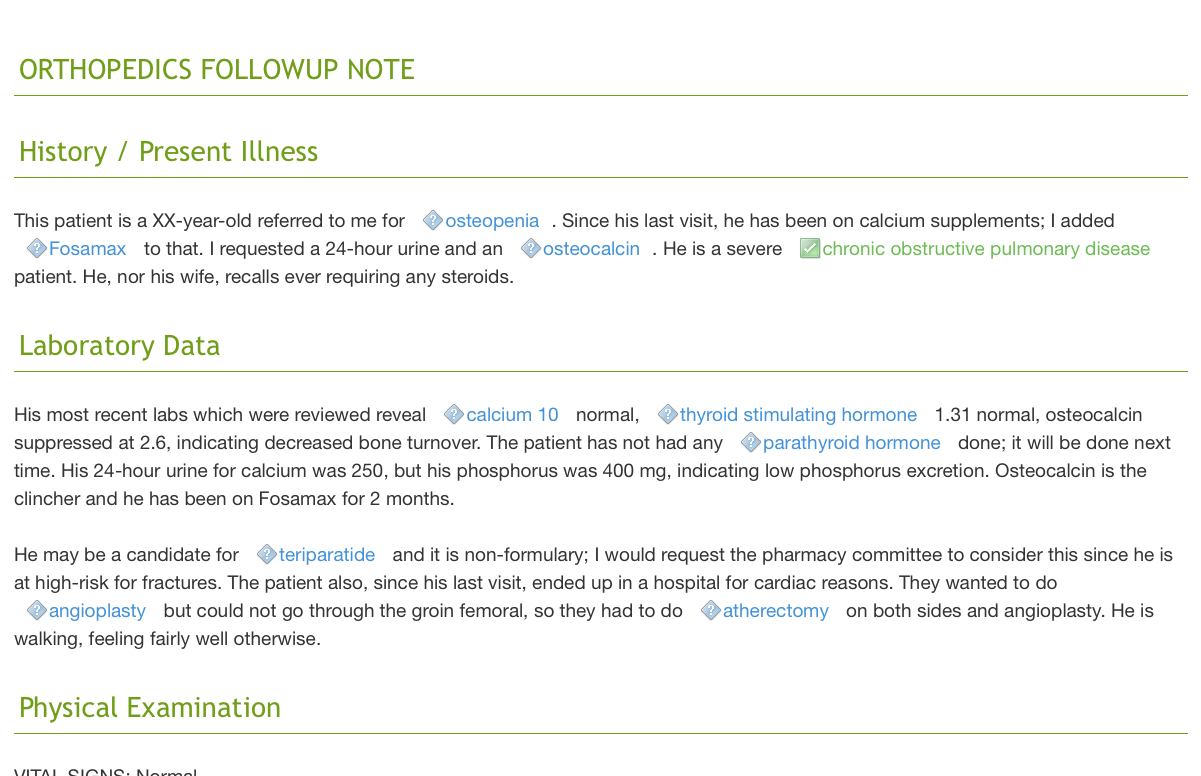 ORTHOPEDICS FOLLOWUP NOTE
History / Present Illness
This patient is a XX-year-old referred to me for osteopenia . Since his last visit, he has been on calcium supplements; I added
Fosamax to that. I requested a 24-hour urine and an osteocalcin . He is a severe chronic obstructive pulmonary disease
patient. He, nor his wife, recalls ever requiring any steroids.
Laboratory Data
His most recent labs which were reviewed reveal calcium 10 normal, thyroid stimulating hormone 1.31 normal, osteocalcin
suppressed at 2.6, indicating decreased bone turnover. The patient has not had any parathyroid hormone done; it will be done next
time. His 24-hour urine for calcium was 250, but his phosphorus was 400 mg, indicating low phosphorus excretion. Osteocalcin is the
clincher and he has been on Fosamax for 2 months.
He may be a candidate for teriparatide and it is non-formulary; I would request the pharmacy committee to consider this since he is
at high-risk for fractures. The patient also, since his last visit, ended up in a hospital for cardiac reasons. They wanted to do
angioplasty but could not go through the groin femoral, so they had to do atherectomy on both sides and angioplasty. He is
walking, feeling fairly well otherwise.
Physical Examination
VITAL SIGNS: Normal